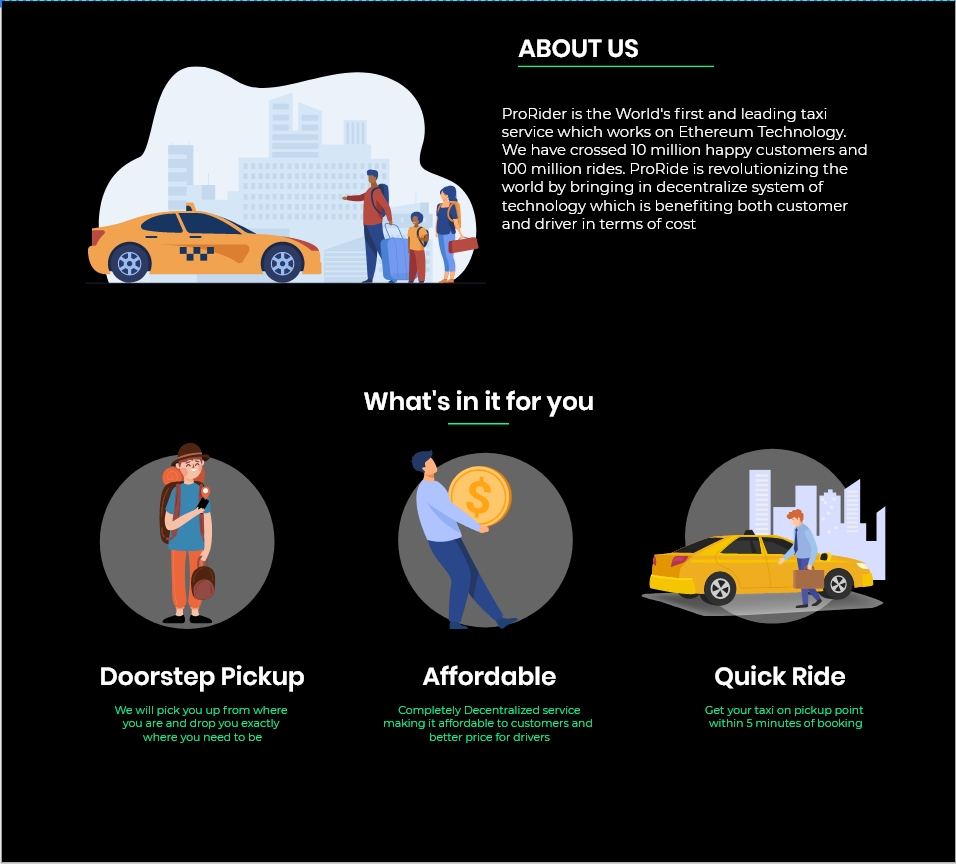 ABOUT US
ProRider is the World's first and leading taxi
service which works on Ethereum Technology.
We have crossed 10 million happy customers and
100 million rides. ProRide is revolutionizing the
world by bringing in decentralize system of
technology which is benefiting both customer
and driver in terms of cost
What's in it for you
$
Doorstep Pickup
We will pick you up from where
you are and drop you exactly
where you need to be
Affordable
Completely Decentralized service
making it affordable to customers and
better price for drivers
Quick Ride
Get your taxi on pickup point
within 5 minutes of booking